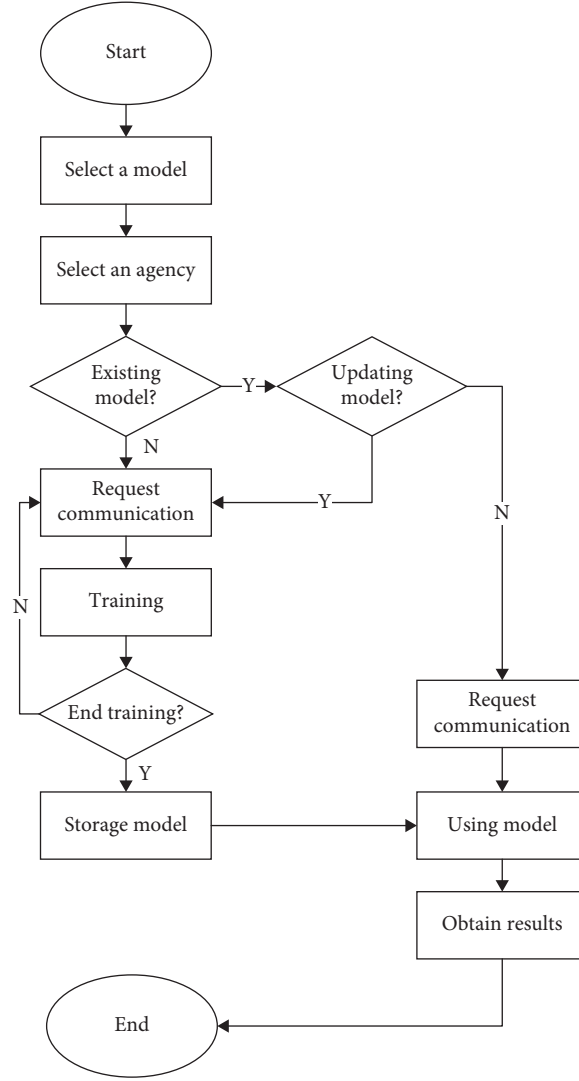 Start
Select a model
Select an agency
Existing
model?
Y
Updating
model?
N
Request
communication
Y
N
Training
N
End training?
Request
communication
Y
Storage model
Using model
Obtain results
End